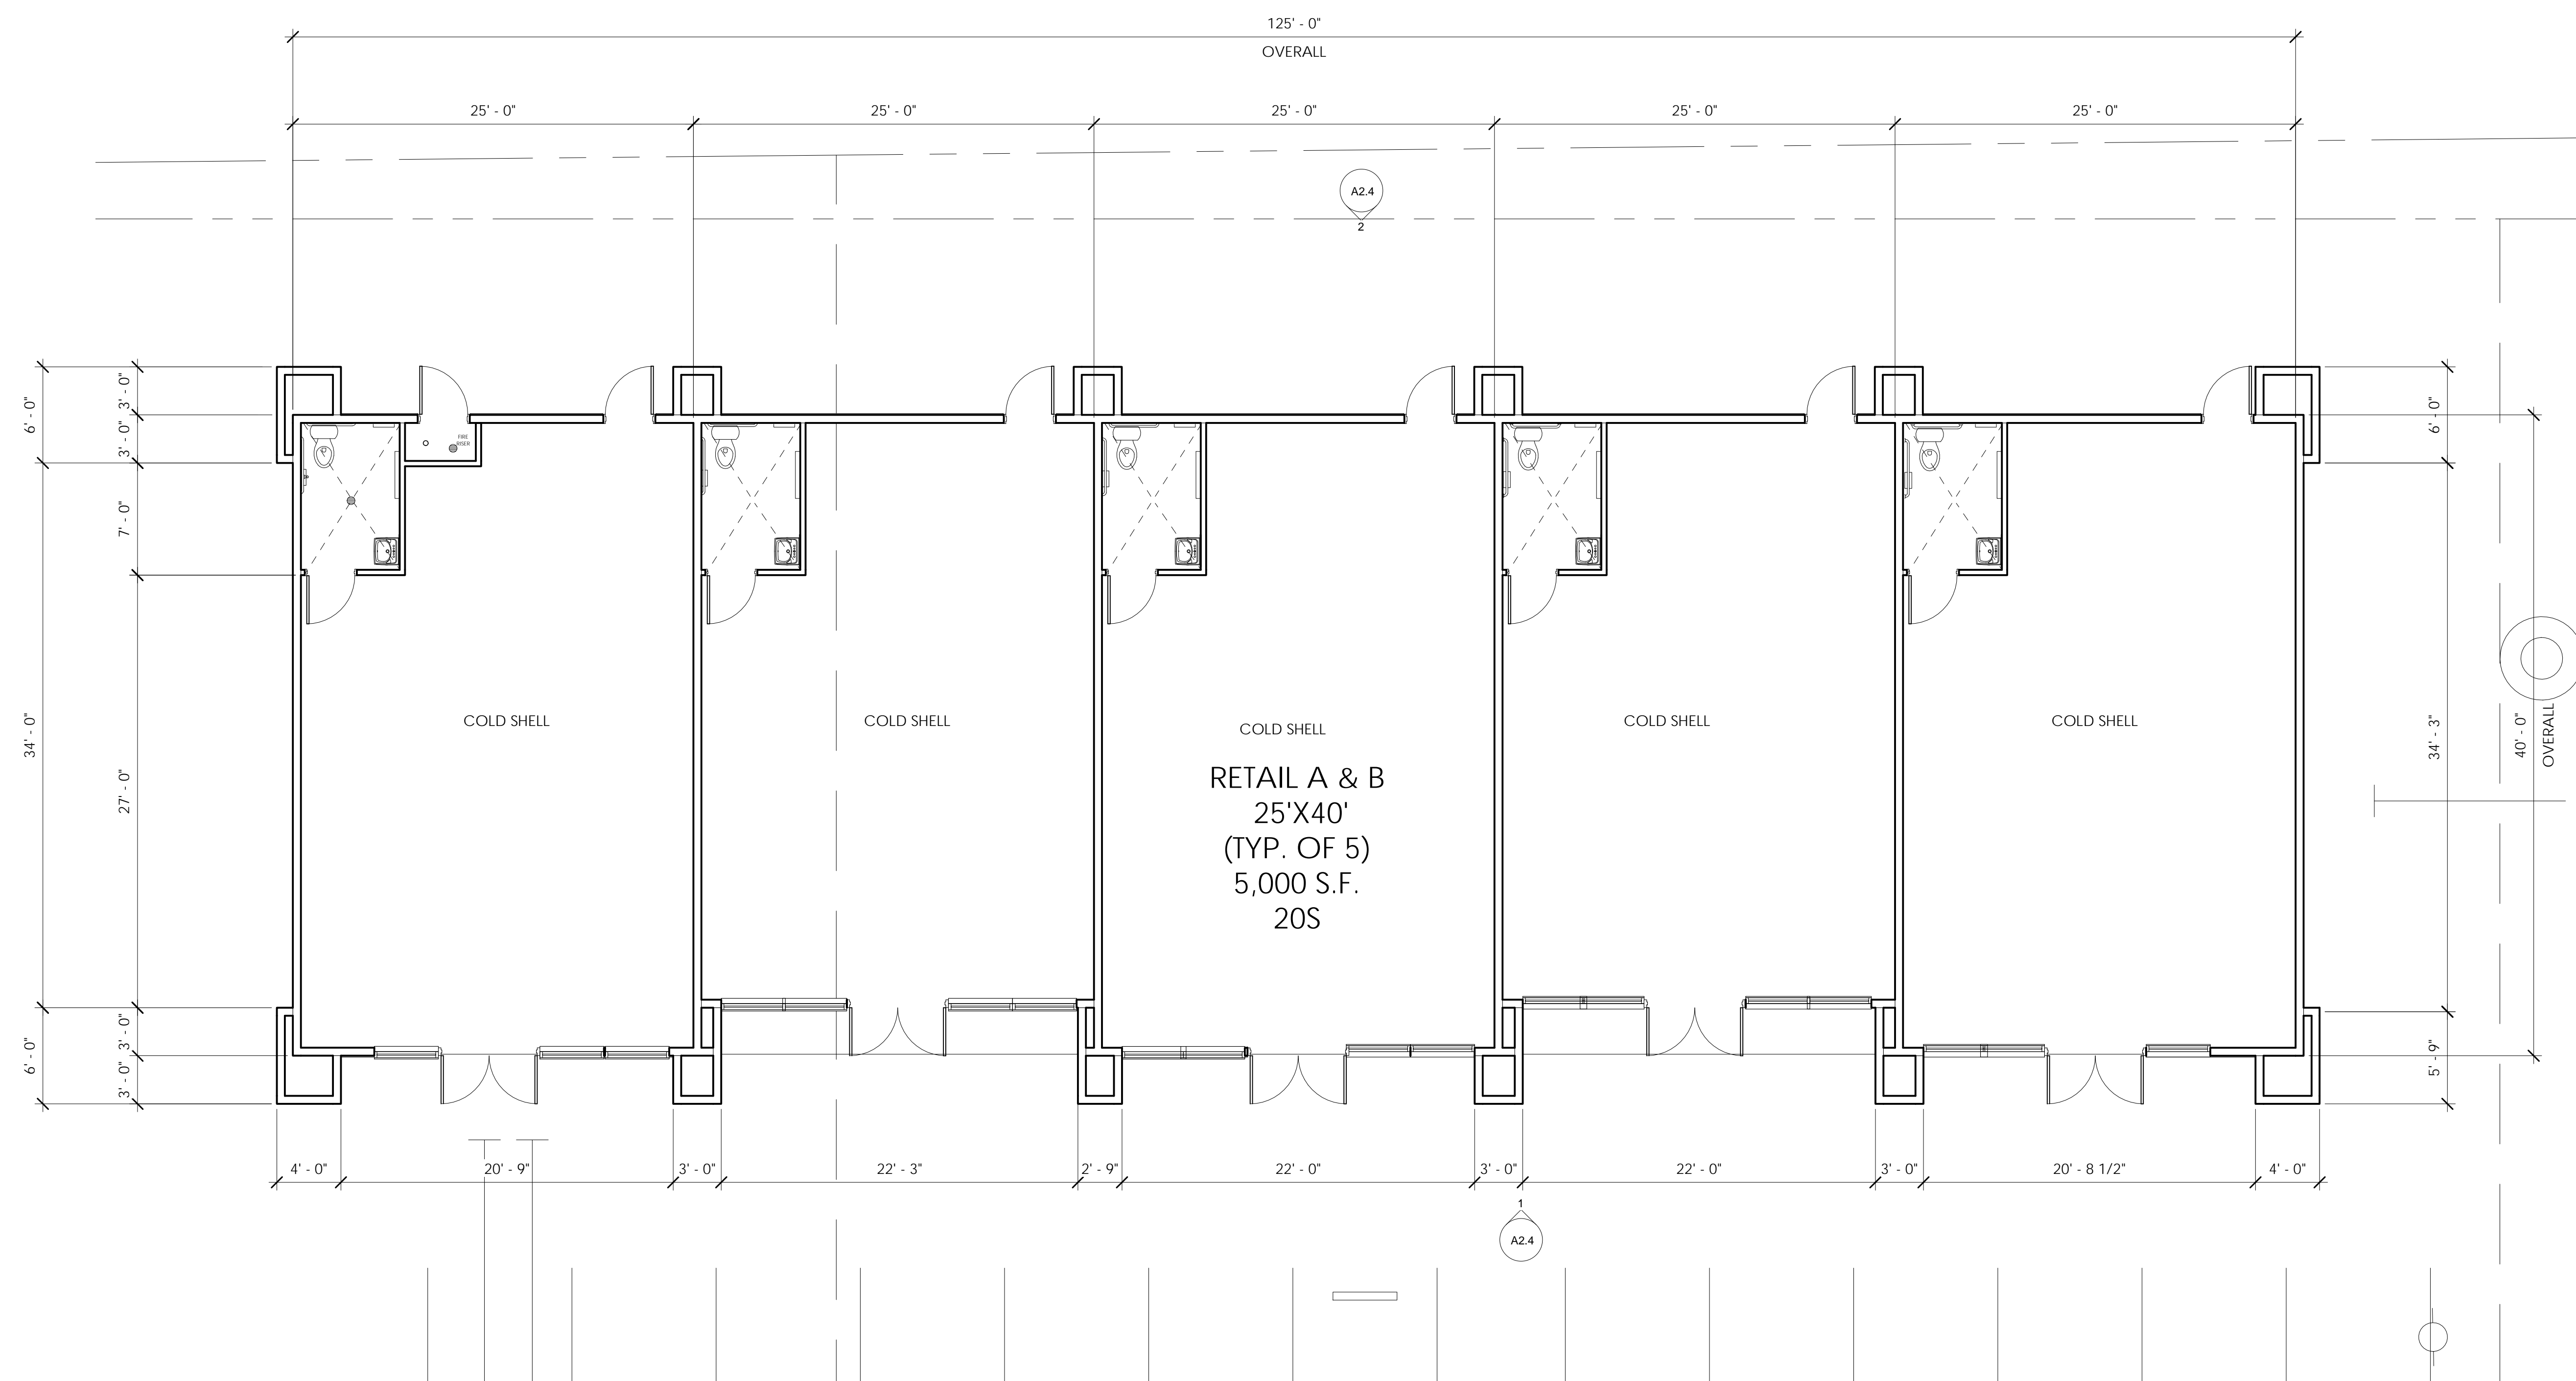 125' - 0"
OVERALL
25' - 0"
25' - 0"
25' - 0"
25' - 0"
25' - 0"
A2.4
2
6' - 0"
3' - 0"
3' - 0"
7' - 0"
34' - 0"
27' - 0"
6' - 0"
3' - 0"
3' - 0"
FIRE
RISER
COLD SHELL
COLD SHELL
COLD SHELL
COLD SHELL
COLD SHELL
RETAIL A & B
25'X40'
(TYP. OF 5)
5,000 S.F.
20S
6' - 0"
34' - 3"
5' - 9"
40' - 0"
OVERALL
4' - 0"
20' - 9"
3' - 0"
22' - 3"
2' - 9"
22' - 0"
3' - 0"
22' - 0"
3' - 0"
20' - 8 1/2"
4' - 0"
1
A2.4